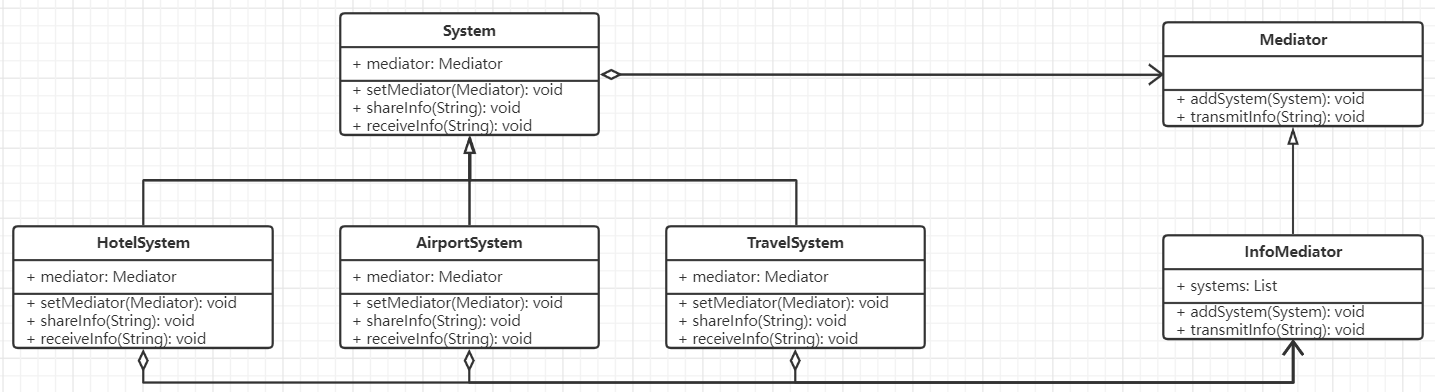 System
+ mediator: Mediator
+ setMediator(Mediator): void
+ shareInfo(String): void
+ receiveInfo(String): void
Mediator
+ addSystem(System): void
+ transmitInfo(String): void
HotelSystem
+ mediator: Mediator
+ setMediator(Mediator): void
+ shareInfo(String): void
+ receiveInfo(String): void
AirportSystem
+ mediator: Mediator
+ setMediator(Mediator): void
+ shareInfo(String): void
+ receiveInfo(String): void
TravelSystem
+ mediator: Mediator
+ setMediator(Mediator): void
+ shareInfo(String): void
+ receiveInfo(String): void
InfoMediator
+ systems: List
+ addSystem(System): void
+ transmitInfo(String): void